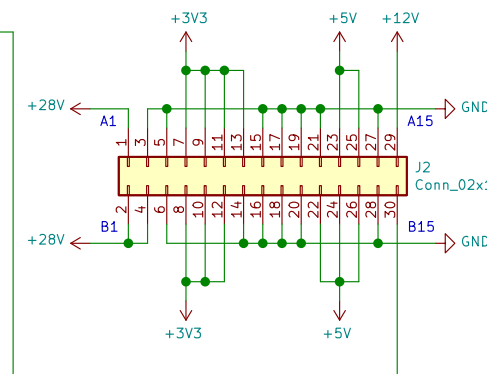 +3V3 +5V +12V
+28V GND
A1 A15
1 3 5 7 9 11 13 15 17 19 21 23 25 27 29
J2
Conn_02x1
2 4 6 8 10 12 14 16 18 20 22 24 26 28 30
B1 B15
+28V GND
+3V3 +5V